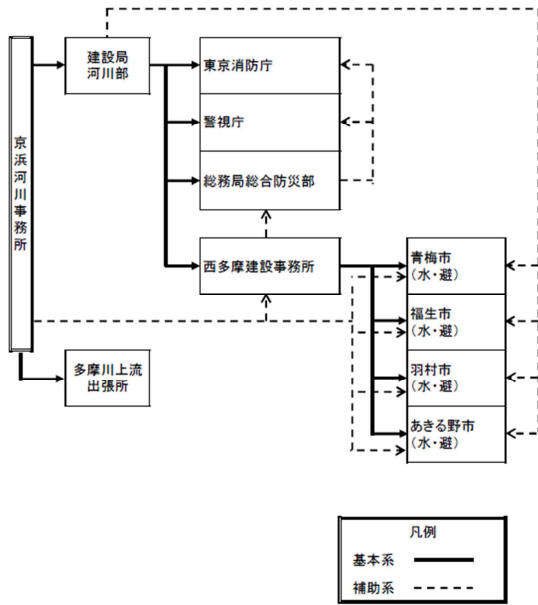 京浜河川事務所
建設局
河川部
東京消防庁
警視庁
総務局総合防災部
西多摩建設事務所
青梅市
（水・避）
福生市
（水・避）
羽村市
（水・避）
あきる野市
（水・避）
多摩川上流
出張所
凡例
基本系
補助系